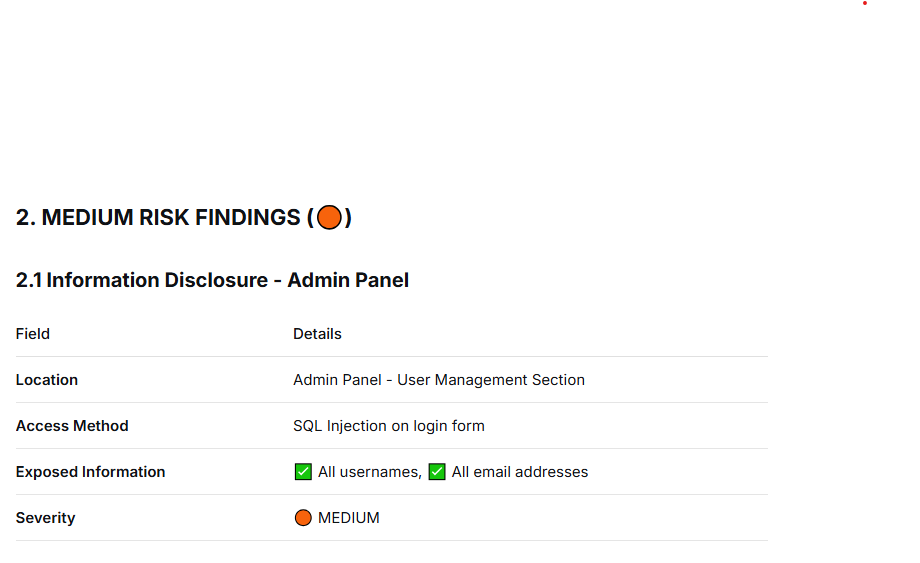 2. MEDIUM RISK FINDINGS (🟠)
2.1 Information Disclosure - Admin Panel
Field Details
Location Admin Panel - User Management Section
Access Method SQL Injection on login form
Exposed Information ✅ All usernames, ✅ All email addresses
Severity 🟠 MEDIUM